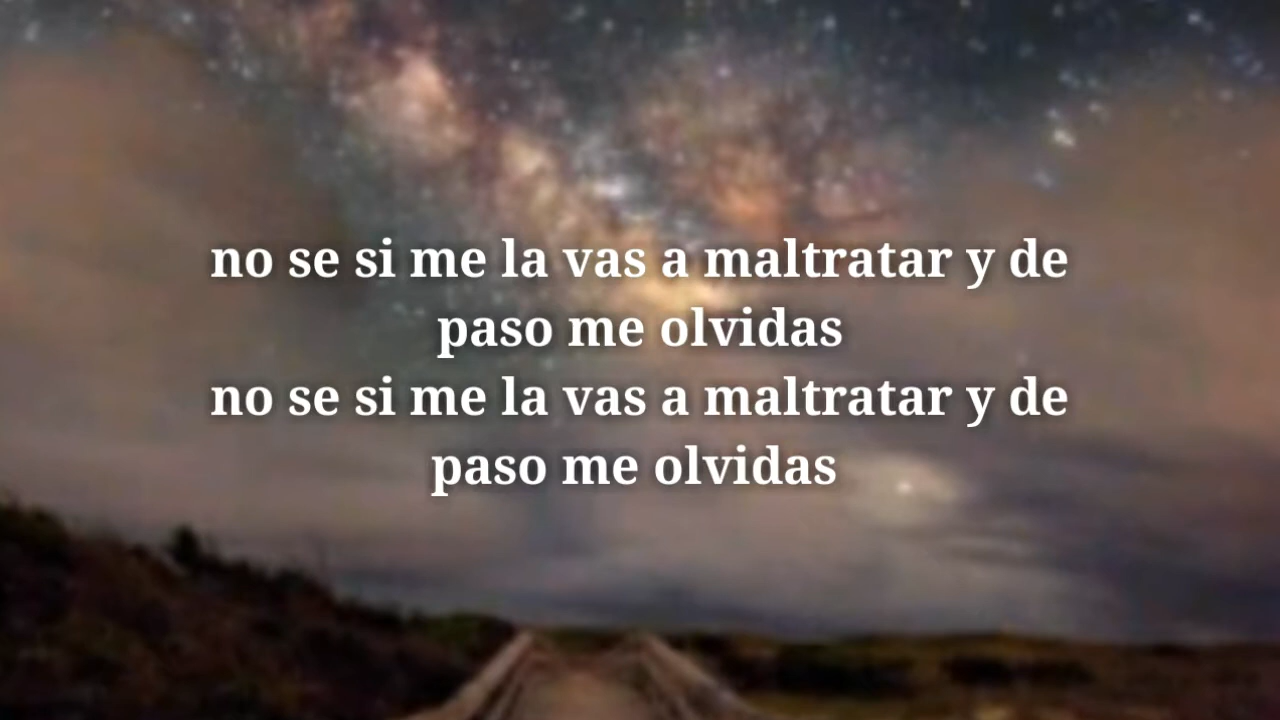 no se si me la vas a maltratar y de
paso me olvidas
no se si me la vas a maltratar y de
paso me olvidas